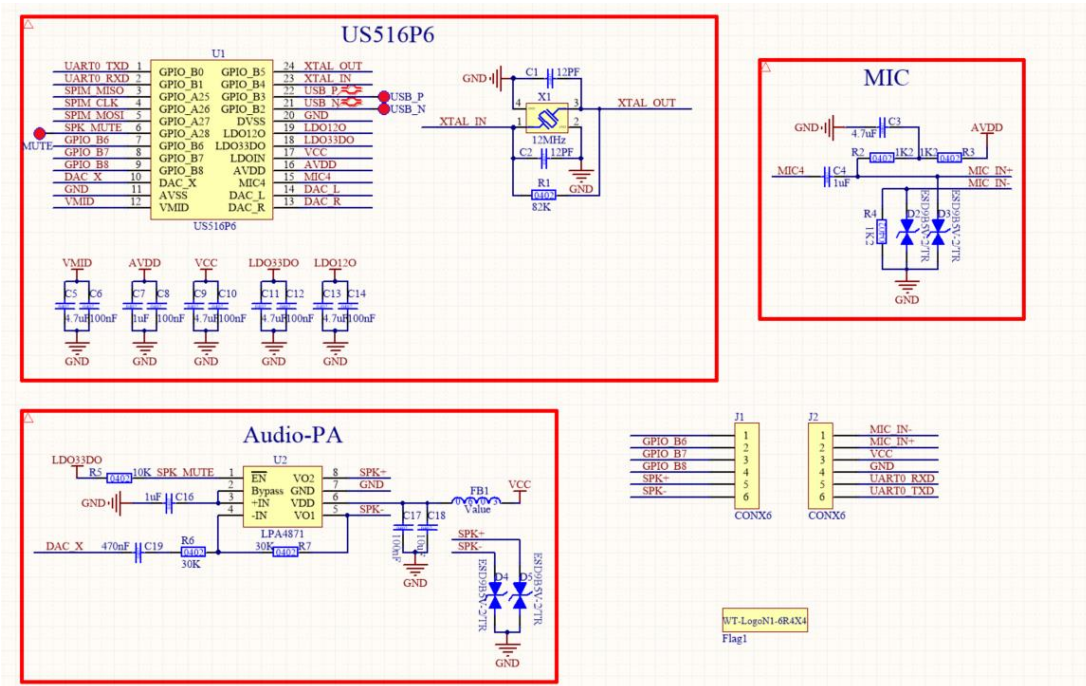 US516P6
U1
UART0_TXD 1 GPIO_B0 GPIO_B5 24 XTAL_OUT
UART0_RXD 2 GPIO_B1 GPIO_B4 23 XTAL_IN
SPIM_MISO 3 GPIO_A25 GPIO_B3 22 USB_P
SPIM_CLK 4 GPIO_A26 GPIO_B2 21 USB_N
SPIM_MOSI 5 GPIO_A27 DVSS 20 GND
SPK_MUTE 6 GPIO_A28 LDO12O 19 LDO12O
GPIO_B6 7 GPIO_B6 LDO33DO 18 LDO33DO
GPIO_B7 8 GPIO_B7 LDOIN 17 VCC
GPIO_B8 9 GPIO_B8 AVDD 16 AVDD
DAC_X 10 DAC_X MIC4 15 MIC4
GND 11 AVSS DAC_L 14 DAC_L
VMID 12 VMID DAC_R 13 DAC_R
US516P6
MUTE
USB_P
USB_N
GND C1 12PF
4 X1 3 XTAL_OUT
XTAL_IN 1 2
12MHz
C2 12PF
GND
R1
0402
82K
VMID AVDD VCC LDO33DO LDO12O
C5 C6 C7 C8 C9 C10 C11 C12 C13 C14
4.7uF 100nF 1uF 100nF 4.7uF 100nF 4.7uF 100nF 4.7uF 100nF
GND GND GND GND GND
MIC
GND C3
4.7uF AVDD
R2 0402 1K2 1K2 0402 R3
MIC4 C4 MIC_IN+
1uF MIC_IN-
R4 0402 1K2 D2 ESD9B5V-2/TR D3 ESD9B5V-2/TR
GND
Audio-PA
LDO33DO U2
R5 0402 10K SPK_MUTE 1 EN VO2 8 SPK+
2 Bypass GND 7 GND
GND 1uF C16 3 +IN VDD 6
4 -IN VO1 5 SPK-
LPA4871
FB1 VCC
Value
DAC_X 470nF C19 R6 0402 30K
30K 0402 R7
C17 100nF C18 10uF
GND
SPK+
SPK-
ESD9B5V-2/TR D4 D5 ESD9B5V-2/TR
GND
J1
1
GPIO_B6 2
GPIO_B7 3
GPIO_B8 4
SPK+ 5
SPK- 6
CONX6
J2
1 MIC_IN-
2 MIC_IN+
3 VCC
4 GND
5 UART0_RXD
6 UART0_TXD
CONX6
WT-LogoN1-6R4X4
Flag1